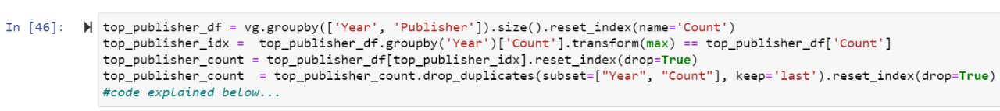 In [46]: top_publisher_df = vg.groupby(['Year', 'Publisher']).size().reset_index(name='Count')
top_publisher_idx =  top_publisher_df.groupby('Year')['Count'].transform(max) == top_publisher_df['Count']
top_publisher_count = top_publisher_df[top_publisher_idx].reset_index(drop=True)
top_publisher_count  = top_publisher_count.drop_duplicates(subset=["Year", "Count"], keep='last').reset_index(drop=True)
#code explained below...